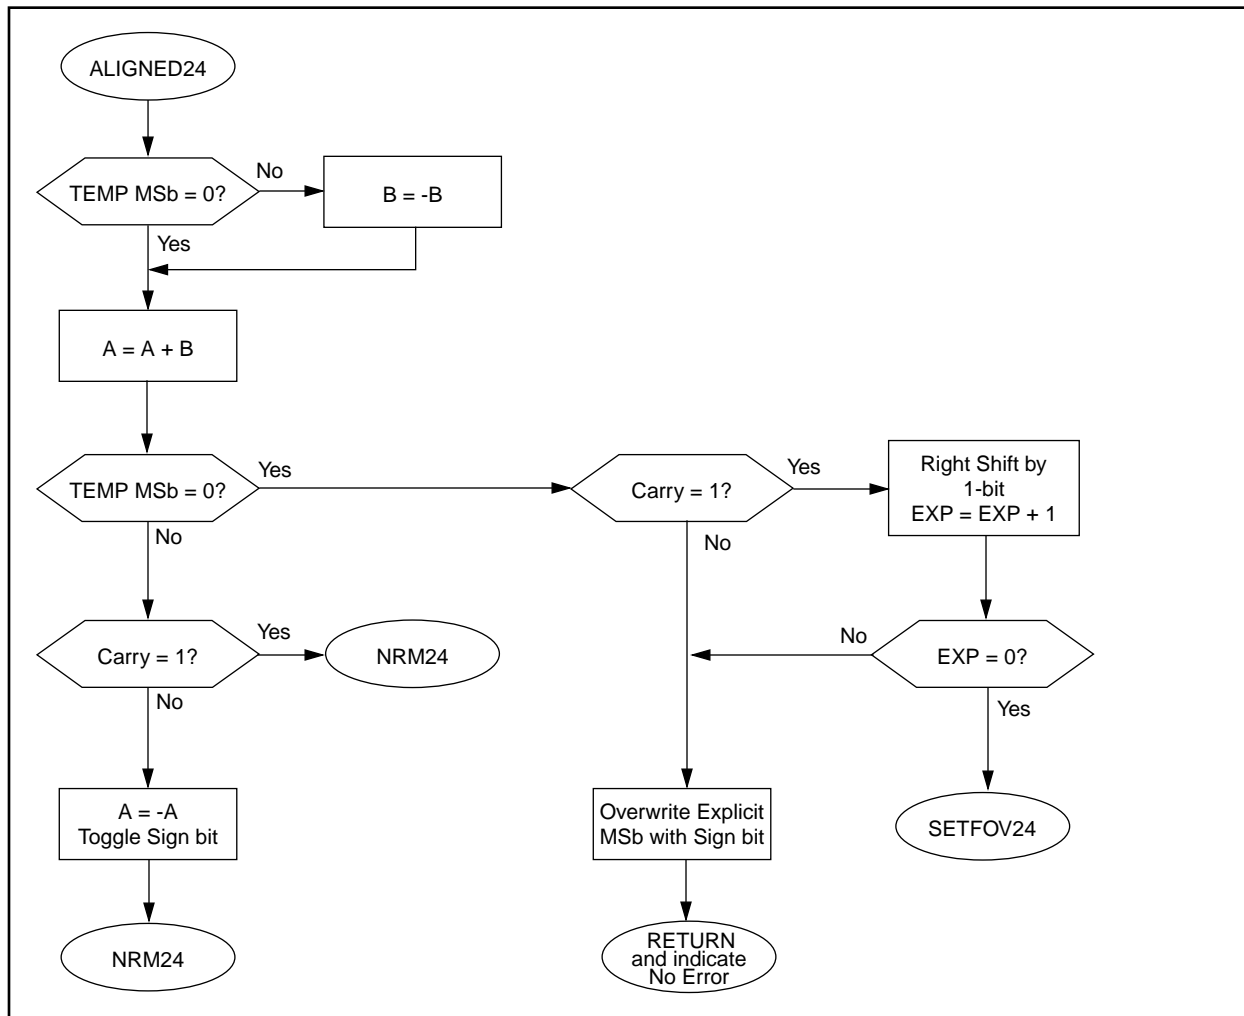 ALIGNED24
TEMP MSb = 0?
No
B = -B
Yes
A = A + B
TEMP MSb = 0?
Yes
No
Carry = 1?
Yes
No
Right Shift by
1-bit
EXP = EXP + 1
Carry = 1?
Yes
No
NRM24
EXP = 0?
No
Yes
A = -A
Toggle Sign bit
Overwrite Explicit
MSb with Sign bit
SETFOV24
NRM24
RETURN
and indicate
No Error